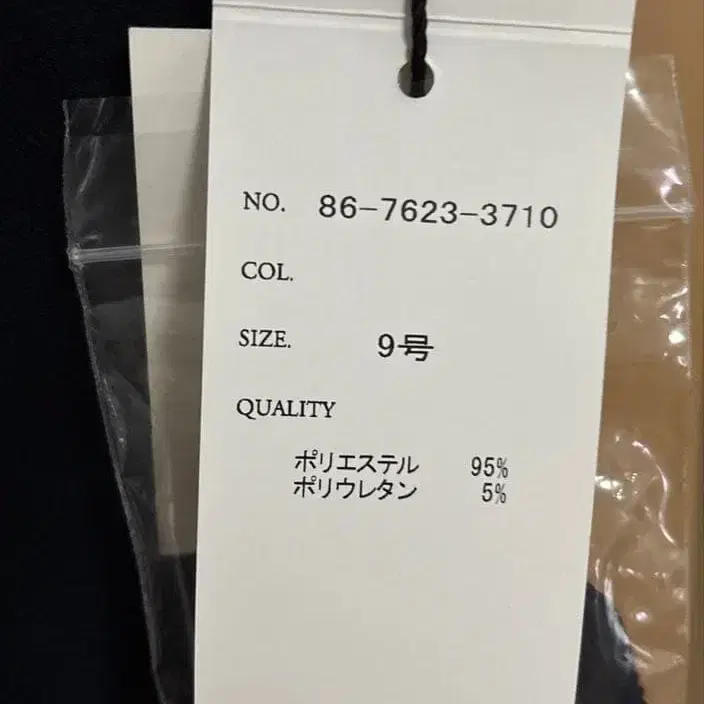 NO. 86-7623-3710
COL.
SIZE. 9号
QUALITY
ポリエステル 95%
ポリウレタン 5%